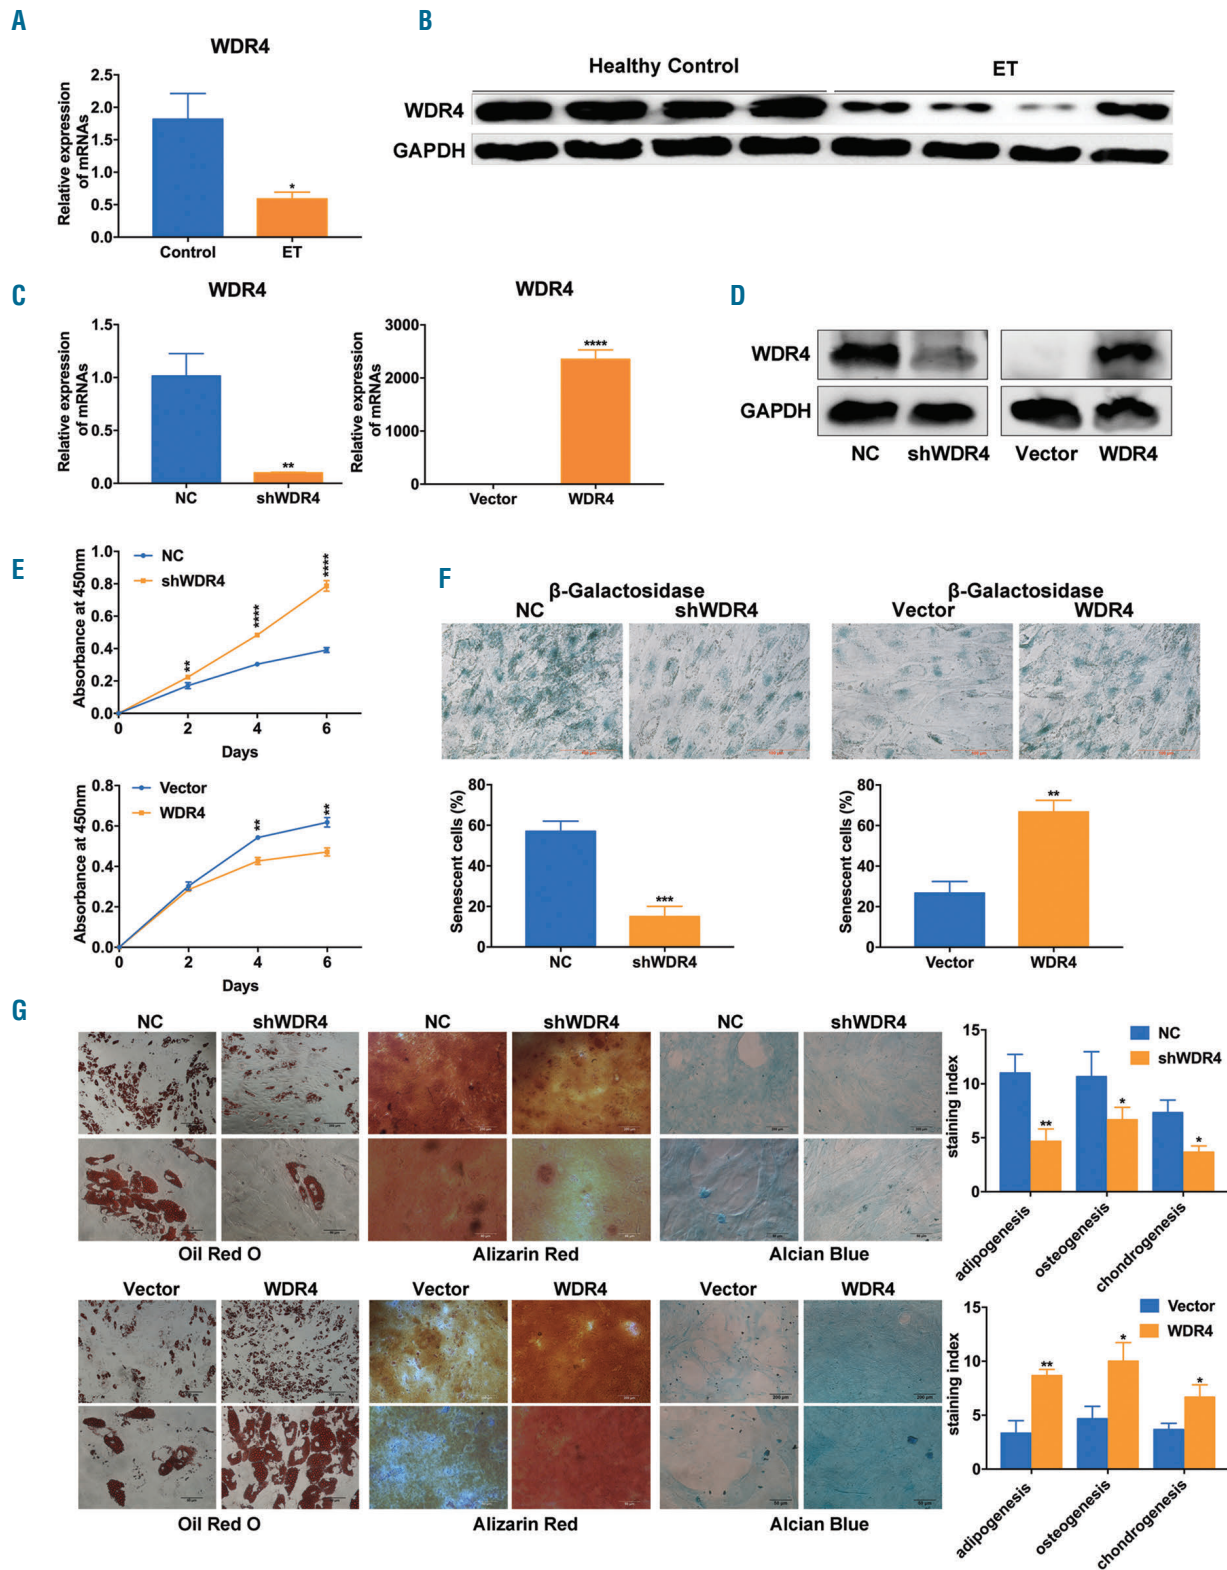 A
WDR4
Relative expression
of mRNAs
2.5
2.0
1.5
1.0
0.5
0.0
*
Control
ET
B
Healthy Control
ET
WDR4
GAPDH
C
WDR4
Relative expression
of mRNAs
1.5
1.0
0.5
0.0
**
NC
shWDR4
WDR4
Relative expression
of mRNAs
3000
2000
1000
0
****
Vector
WDR4
D
WDR4
GAPDH
NC
shWDR4
Vector
WDR4
E
Absorbance at 450nm
1.0
0.8
0.6
0.4
0.2
0.0
NC
shWDR4
**
****
****
0
2
4
6
Days
Absorbance at 450nm
0.8
0.6
0.4
0.2
0.0
Vector
WDR4
**
**
0
2
4
6
Days
F
β-Galactosidase
NC
shWDR4
β-Galactosidase
Vector
WDR4
Senescent cells (%)
80
60
40
20
0
***
NC
shWDR4
Senescent cells (%)
80
60
40
20
0
**
Vector
WDR4
G
NC
shWDR4
NC
shWDR4
NC
shWDR4
Oil Red O
Alizarin Red
Alcian Blue
staining index
15
10
5
0
NC
shWDR4
**
*
*
adipogenesis
osteogenesis
chondrogenesis
Vector
WDR4
Vector
WDR4
Vector
WDR4
Oil Red O
Alizarin Red
Alcian Blue
staining index
15
10
5
0
Vector
WDR4
**
*
*
adipogenesis
osteogenesis
chondrogenesis